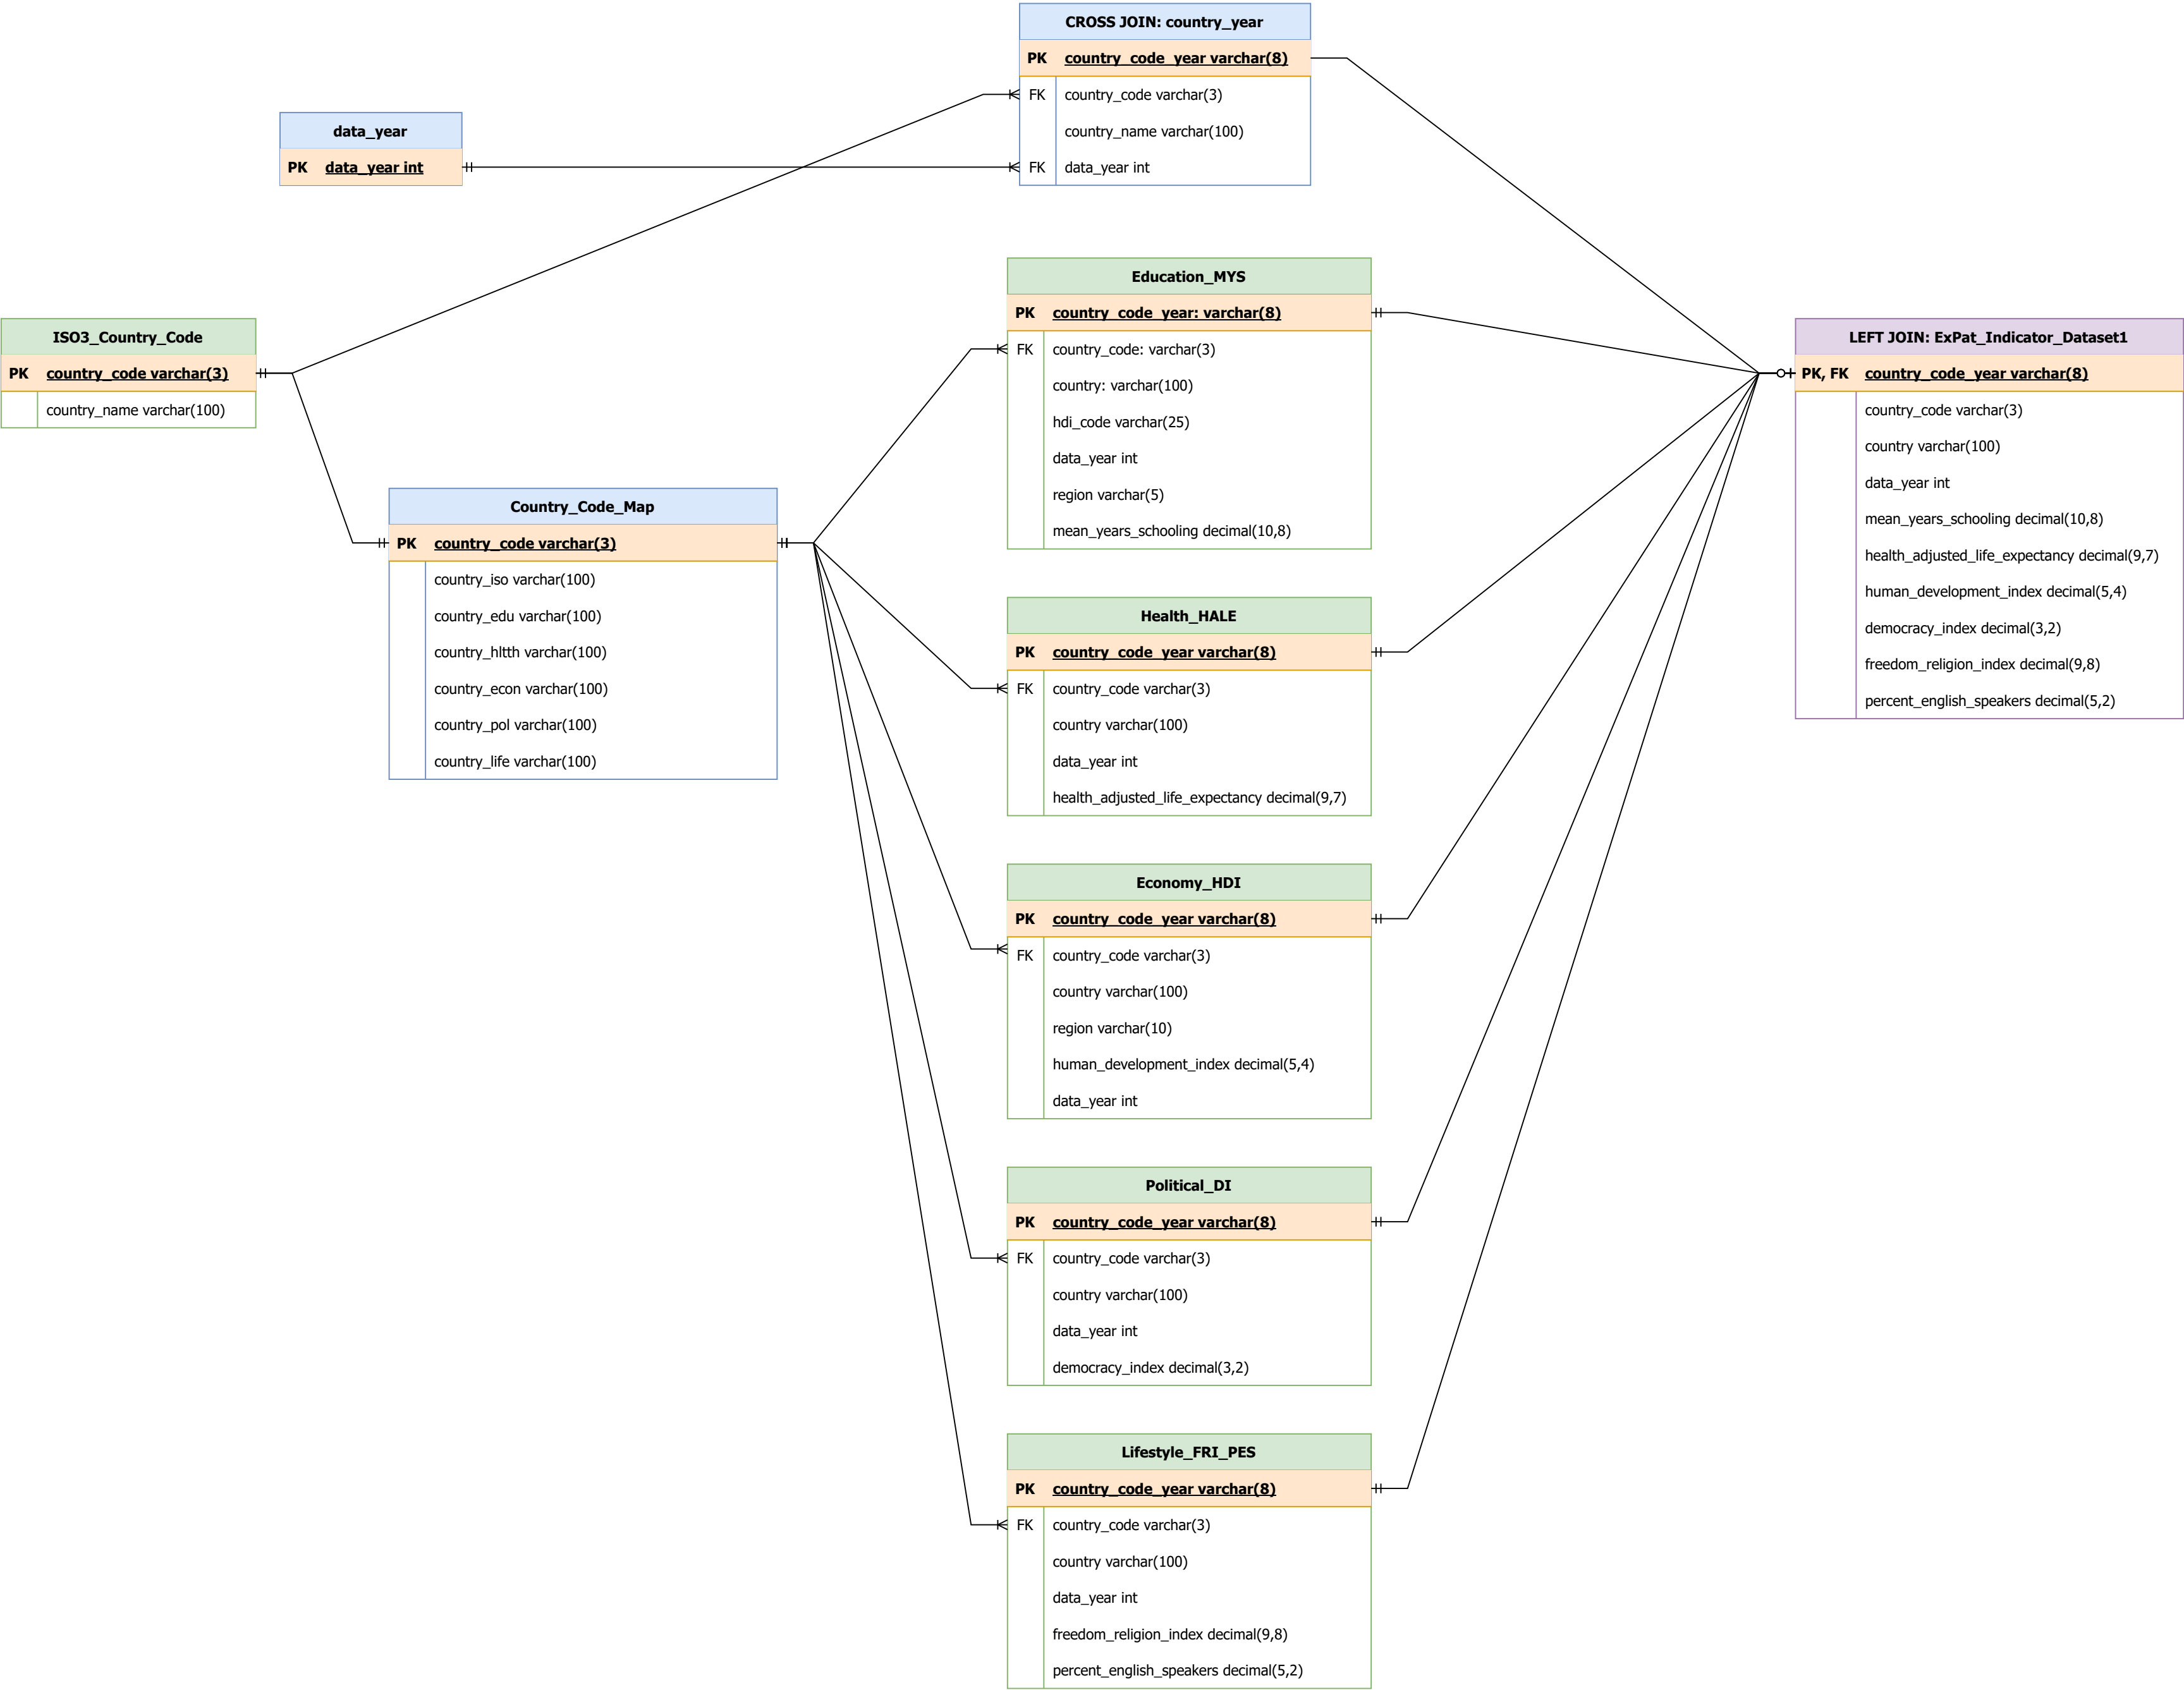 CROSS JOIN: country_year
PK country_code_year varchar(8)
FK country_code varchar(3)
country_name varchar(100)
FK data_year int
data_year
PK data_year int
ISO3_Country_Code
PK country_code varchar(3)
country_name varchar(100)
Country_Code_Map
PK country_code varchar(3)
country_iso varchar(100)
country_edu varchar(100)
country_hltth varchar(100)
country_econ varchar(100)
country_pol varchar(100)
country_life varchar(100)
Education_MYS
PK country_code_year: varchar(8)
FK country_code: varchar(3)
country: varchar(100)
hdi_code varchar(25)
data_year int
region varchar(5)
mean_years_schooling decimal(10,8)
Health_HALE
PK country_code_year varchar(8)
FK country_code varchar(3)
country varchar(100)
data_year int
health_adjusted_life_expectancy decimal(9,7)
Economy_HDI
PK country_code_year varchar(8)
FK country_code varchar(3)
country varchar(100)
region varchar(10)
human_development_index decimal(5,4)
data_year int
Political_DI
PK country_code_year varchar(8)
FK country_code varchar(3)
country varchar(100)
data_year int
democracy_index decimal(3,2)
Lifestyle_FRI_PES
PK country_code_year varchar(8)
FK country_code varchar(3)
country varchar(100)
data_year int
freedom_religion_index decimal(9,8)
percent_english_speakers decimal(5,2)
LEFT JOIN: ExPat_Indicator_Dataset1
PK, FK country_code_year varchar(8)
country_code varchar(3)
country varchar(100)
data_year int
mean_years_schooling decimal(10,8)
health_adjusted_life_expectancy decimal(9,7)
human_development_index decimal(5,4)
democracy_index decimal(3,2)
freedom_religion_index decimal(9,8)
percent_english_speakers decimal(5,2)